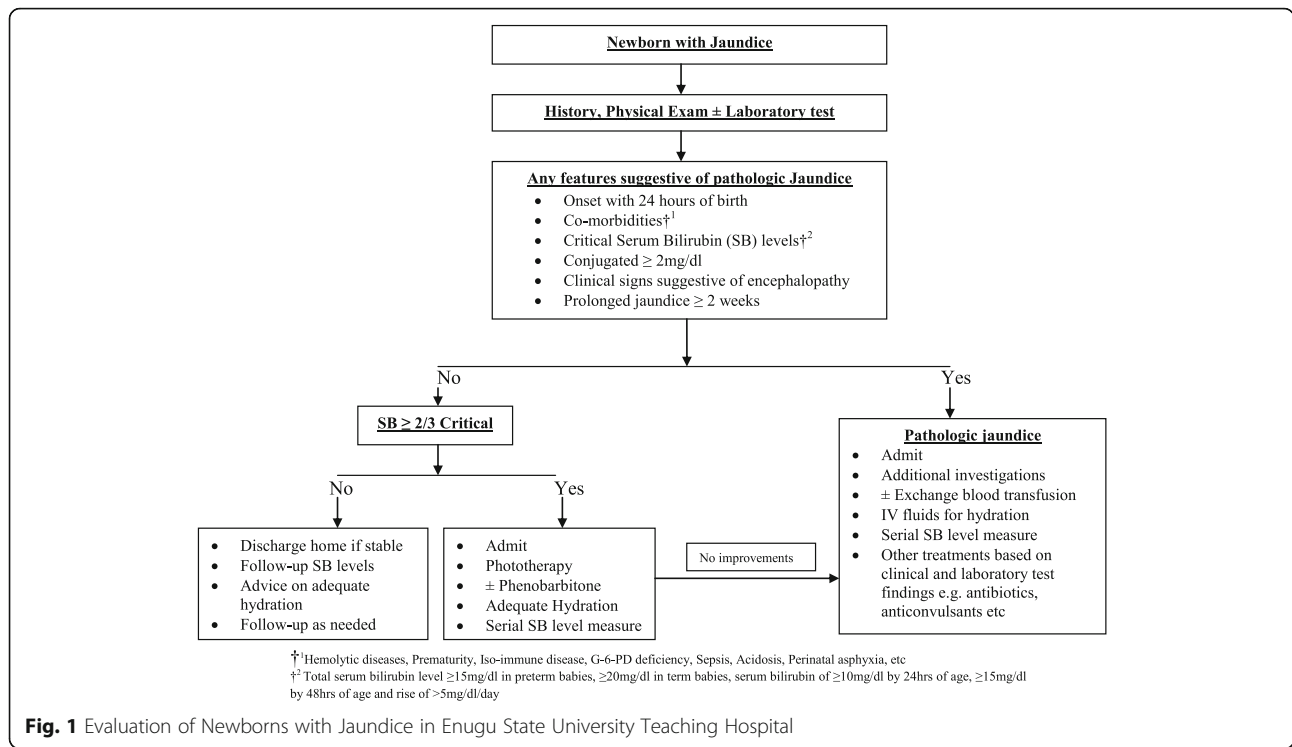 Newborn with Jaundice
History, Physical Exam ± Laboratory test
Any features suggestive of pathologic Jaundice
• Onset with 24 hours of birth
• Co-morbidities†1
• Critical Serum Bilirubin (SB) levels†2
• Conjugated ≥ 2mg/dl
• Clinical signs suggestive of encephalopathy
• Prolonged jaundice ≥ 2 weeks
No
Yes
SB ≥ 2/3 Critical
No
Yes
• Discharge home if stable
• Follow-up SB levels
• Advice on adequate
hydration
• Follow-up as needed
• Admit
• Phototherapy
• ± Phenobarbitone
• Adequate Hydration
• Serial SB level measure
No improvements
Pathologic jaundice
• Admit
• Additional investigations
• ± Exchange blood transfusion
• IV fluids for hydration
• Serial SB level measure
• Other treatments based on
clinical and laboratory test
findings e.g. antibiotics,
anticonvulsants etc
†1Hemolytic diseases, Prematurity, Iso-immune disease, G-6-PD deficiency, Sepsis, Acidosis, Perinatal asphyxia, etc
†2 Total serum bilirubin level ≥15mg/dl in preterm babies, ≥20mg/dl in term babies, serum bilirubin of ≥10mg/dl by 24hrs of age, ≥15mg/dl
by 48hrs of age and rise of >5mg/dl/day
Fig. 1 Evaluation of Newborns with Jaundice in Enugu State University Teaching Hospital